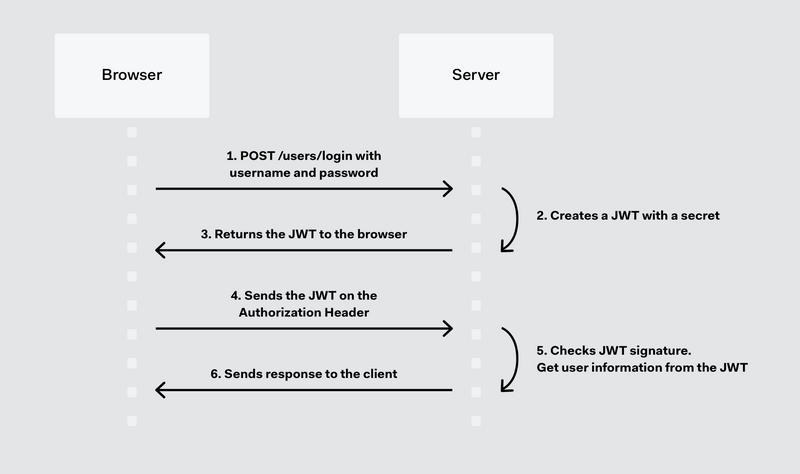 Browser
Server
1. POST /users/login with
username and password
2. Creates a JWT with a secret
3. Returns the JWT to the browser
4. Sends the JWT on the
Authorization Header
5. Checks JWT signature.
Get user information from the JWT
6. Sends response to the client